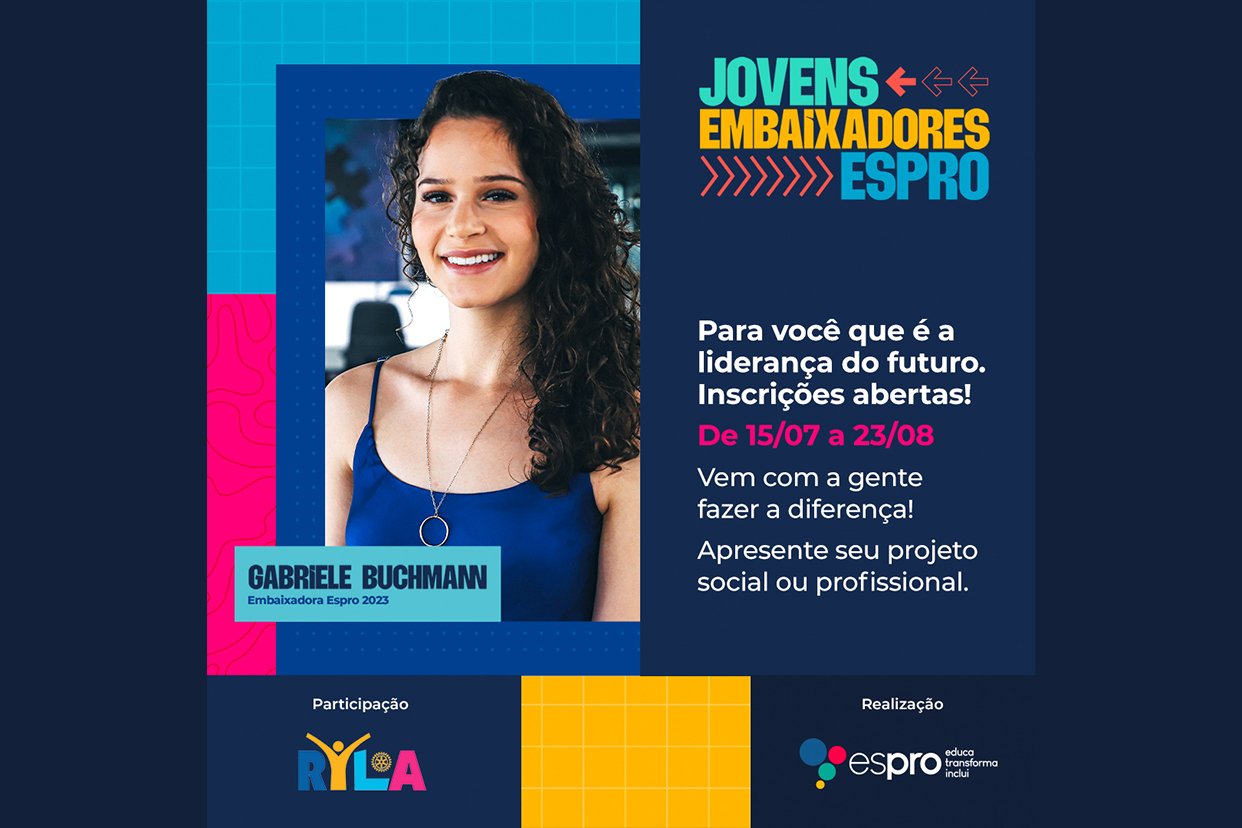 JOVENS
EMBAIXADORES
ESPRO
Para você que é a
liderança do futuro.
Inscrições abertas!
De 15/07 a 23/08
Vem com a gente
fazer a diferença!
Apresente seu projeto
social ou profissional.
GABRIELE BUCHMANN
Embaixadora Espro 2023
Participação
RYLA
Realização
espro
educa
transforma
inclui